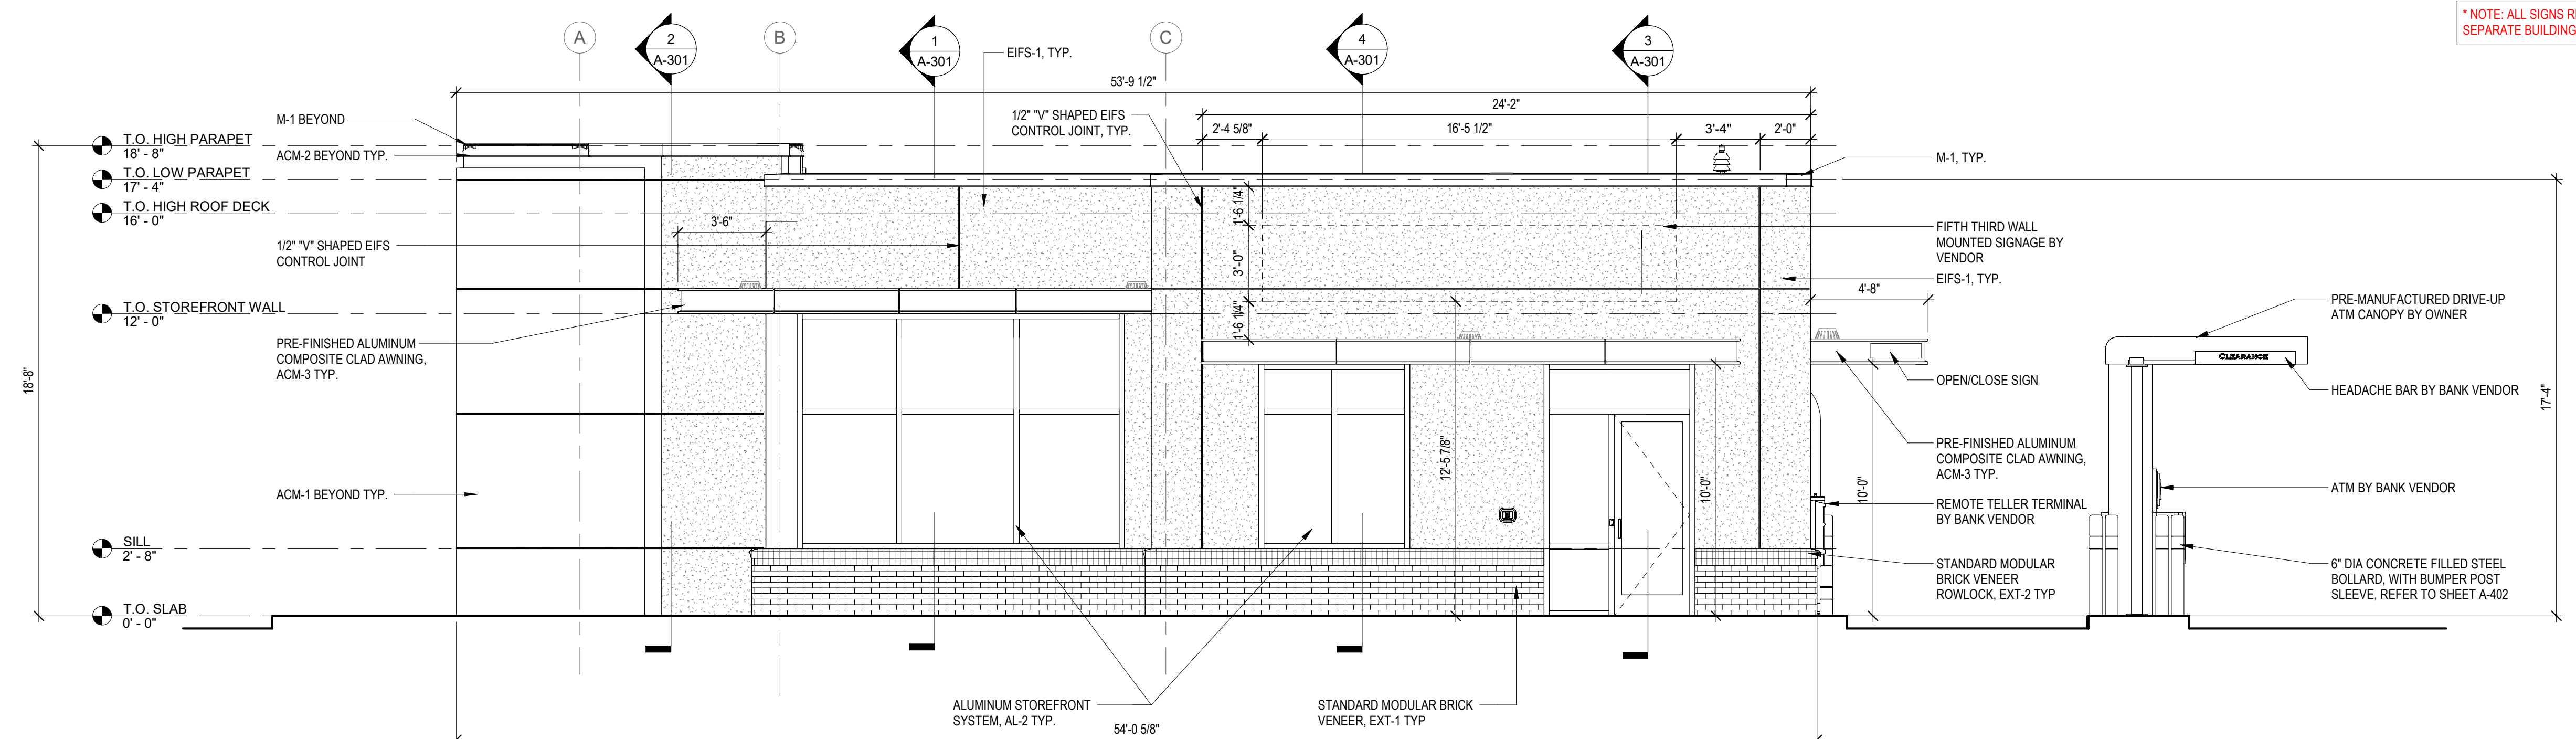 * NOTE: ALL SIGNS R
SEPARATE BUILDING
A
2
A-301
B
1
A-301
C
4
A-301
3
A-301
EIFS-1, TYP.
53'-9 1/2"
24'-2"
M-1 BEYOND
1/2" "V" SHAPED EIFS
CONTROL JOINT, TYP.
2'-4 5/8"
16'-5 1/2"
3'-4"
2'-0"
T.O. HIGH PARAPET
18' - 8"
ACM-2 BEYOND TYP.
M-1, TYP.
T.O. LOW PARAPET
17' - 4"
T.O. HIGH ROOF DECK
16' - 0"
3'-6"
1'-6 1/4"
1/2" "V" SHAPED EIFS
CONTROL JOINT
FIFTH THIRD WALL
MOUNTED SIGNAGE BY
VENDOR
3'-0"
EIFS-1, TYP.
4'-8"
T.O. STOREFRONT WALL
12' - 0"
1'-6 1/4"
PRE-MANUFACTURED DRIVE-UP
ATM CANOPY BY OWNER
PRE-FINISHED ALUMINUM
COMPOSITE CLAD AWNING,
ACM-3 TYP.
CLEARANCE
18'-8"
OPEN/CLOSE SIGN
HEADACHE BAR BY BANK VENDOR
17'-4"
PRE-FINISHED ALUMINUM
COMPOSITE CLAD AWNING,
ACM-3 TYP.
12'-5 7/8"
10'-0"
10'-0"
ACM-1 BEYOND TYP.
ATM BY BANK VENDOR
REMOTE TELLER TERMINAL
BY BANK VENDOR
SILL
2' - 8"
STANDARD MODULAR
BRICK VENEER
ROWLOCK, EXT-2 TYP
6" DIA CONCRETE FILLED STEEL
BOLLARD, WITH BUMPER POST
SLEEVE, REFER TO SHEET A-402
T.O. SLAB
0' - 0"
ALUMINUM STOREFRONT
SYSTEM, AL-2 TYP.
STANDARD MODULAR BRICK
VENEER, EXT-1 TYP
54'-0 5/8"